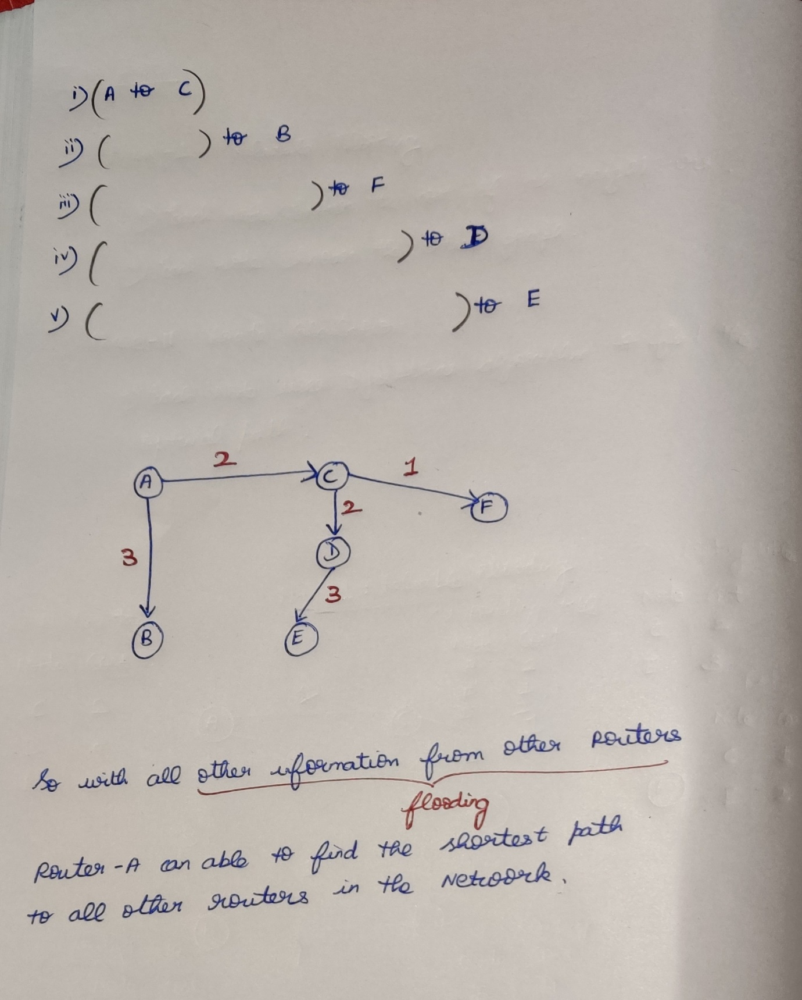 i) (A to C)
ii) ( ) to B
iii) ( ) to F
iv) ( ) to D
v) ( ) to E
2
1
A
C
F
2
3
D
3
B
E
So with all other uformation from other Routers
flooding
Router-A can able to find the shortest path
to all other routers in the Network.